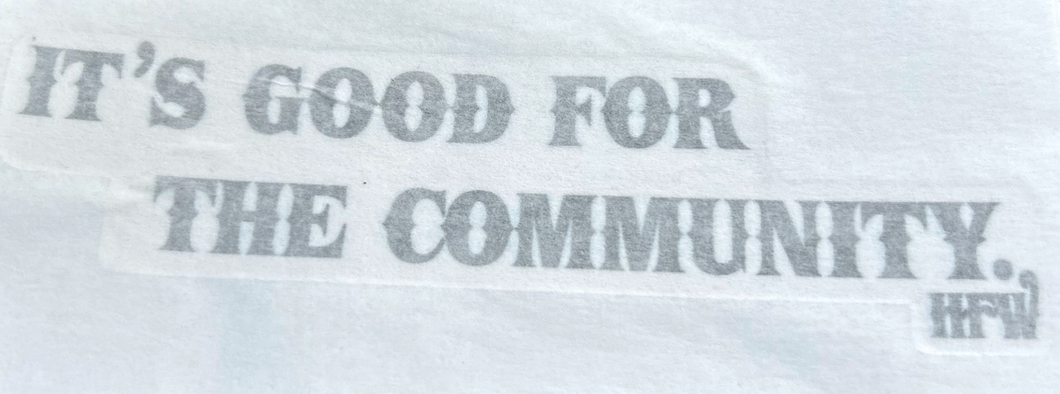 IT'S GOOD FOR
THE COMMUNITY.
HFW